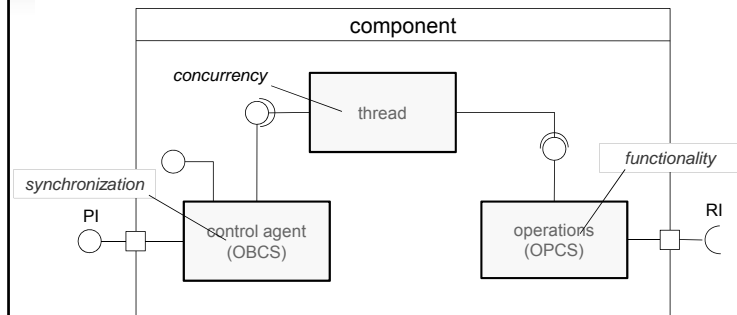 component
concurrency
thread
functionality
synchronization
PI
control agent
(OBCS)
operations
(OPCS)
RI